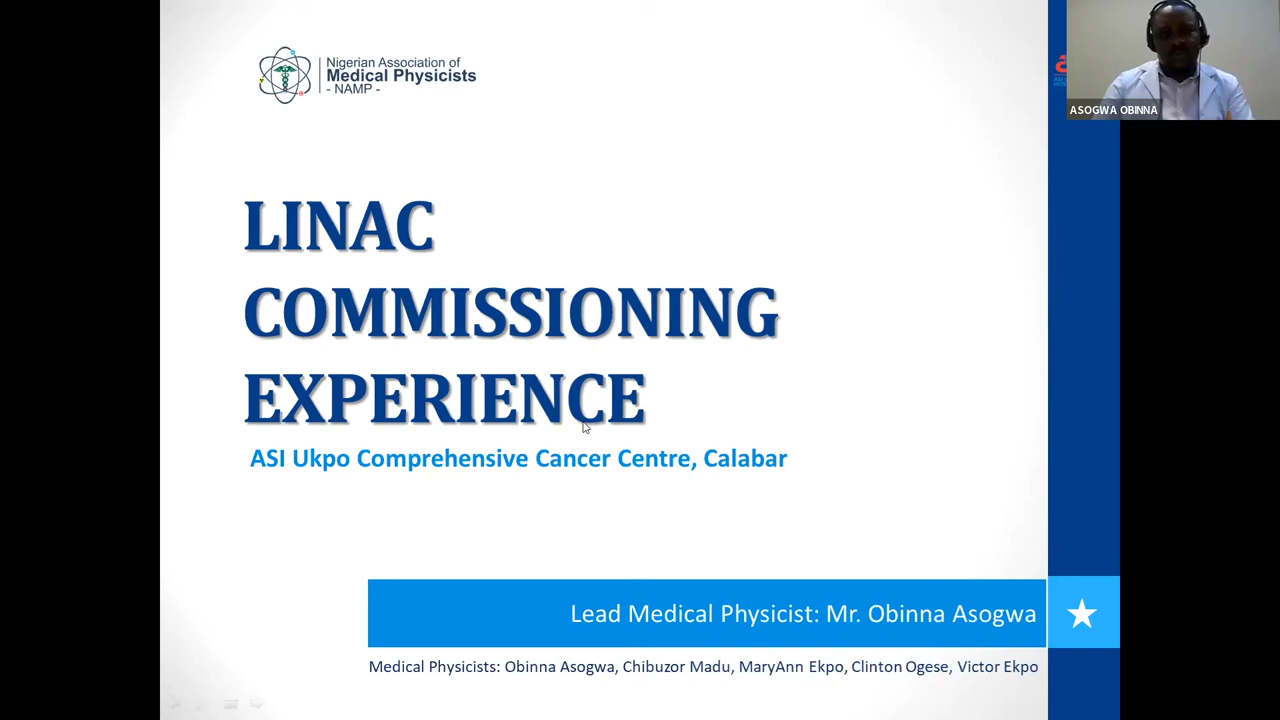 Nigerian Association of
Medical Physicists
- NAMP -
ASOGWA OBINNA
LINAC
COMMISSIONING
EXPERIENCE
ASI Ukpo Comprehensive Cancer Centre, Calabar
Lead Medical Physicist: Mr. Obinna Asogwa
Medical Physicists: Obinna Asogwa, Chibuzor Madu, MaryAnn Ekpo, Clinton Ogese, Victor Ekpo